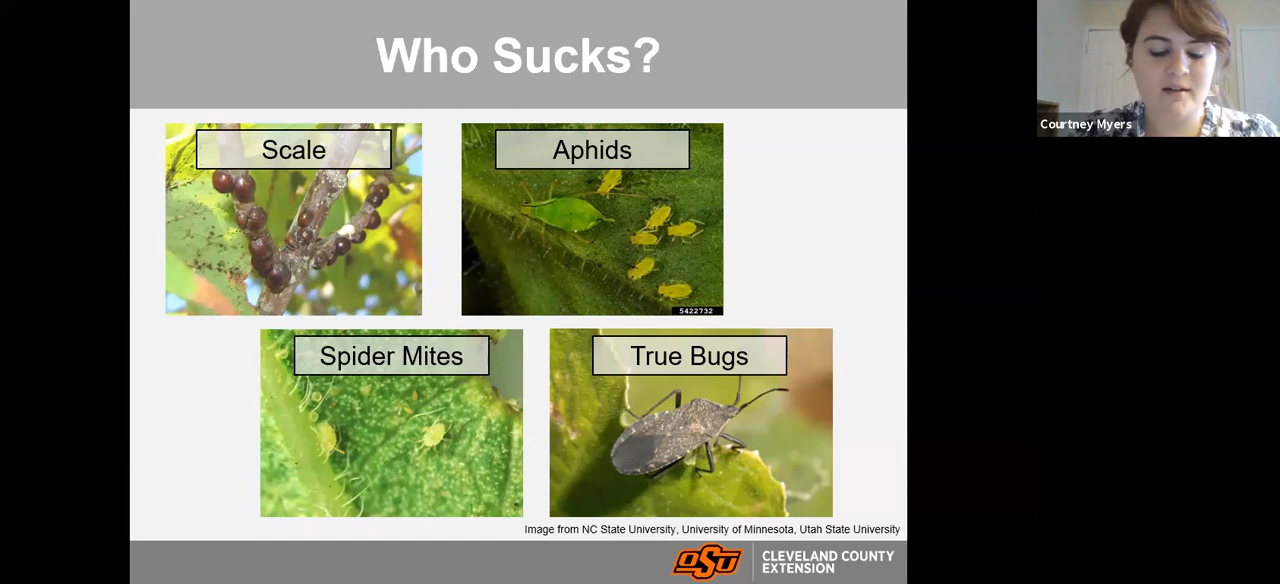 Who Sucks?
Courtney Myers
Scale
Aphids
5422732
Spider Mites
True Bugs
Image from NC State University, University of Minnesota, Utah State University
OSU
CLEVELAND COUNTY
EXTENSION